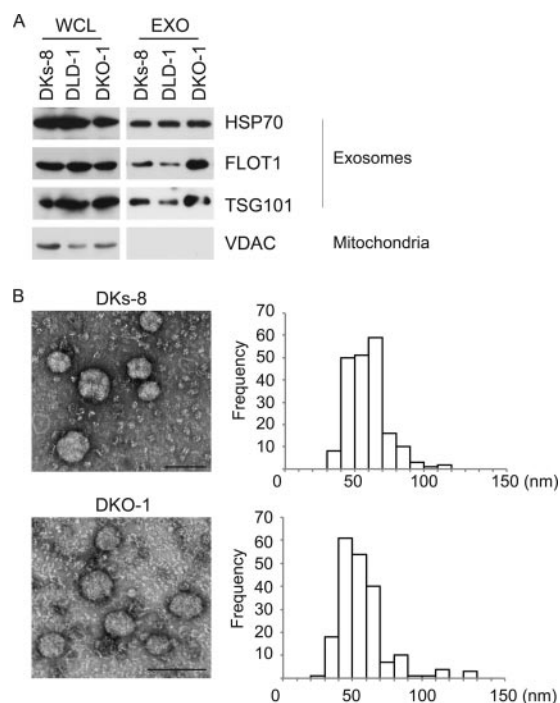 A
WCL EXO
DKs-8 DLD-1 DKO-1 DKs-8 DLD-1 DKO-1
HSP70
FLOT1
Exosomes
TSG101
VDAC Mitochondria
B
DKs-8
70
60
50
40
30
20
10
Frequency
0 50 100 150 (nm)
DKO-1
70
60
50
40
30
20
10
Frequency
0 50 100 150 (nm)